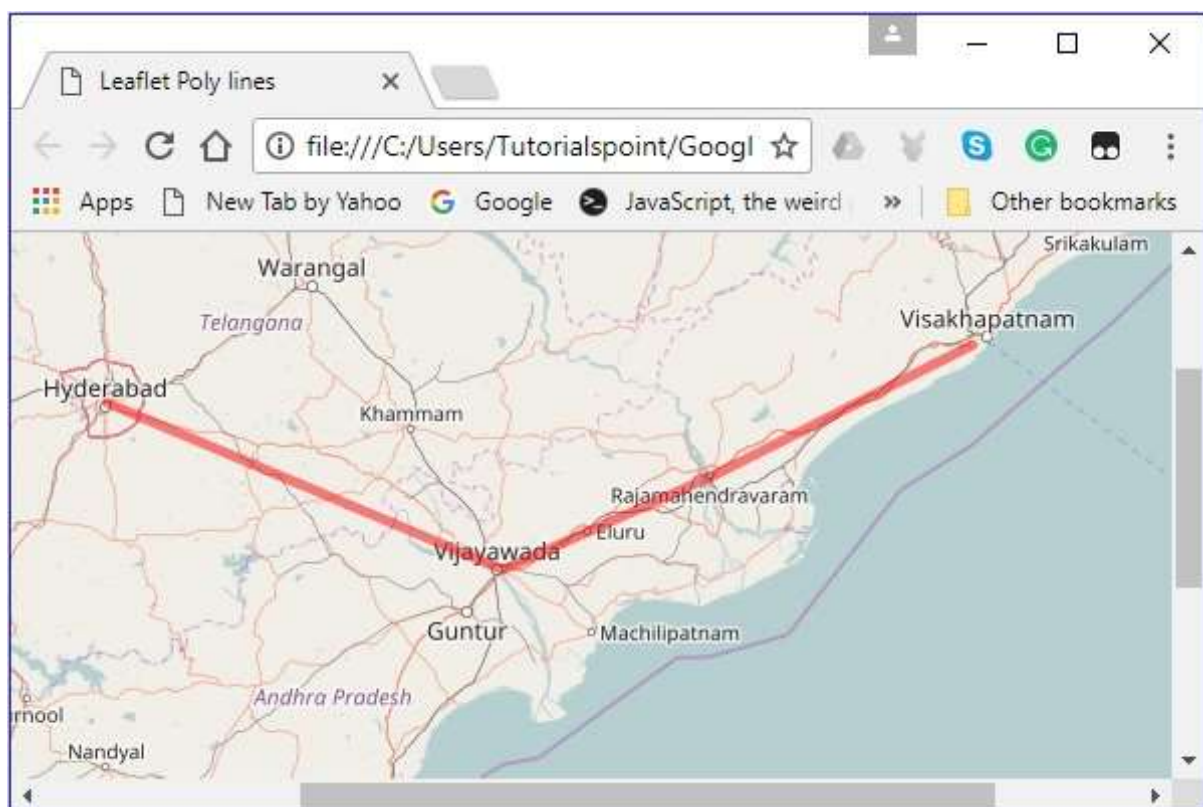 Leaflet Poly lines
file:///C:/Users/Tutorialspoint/Googl
Apps New Tab by Yahoo Google JavaScript, the weird » Other bookmarks
Srikakulam
Warangal
Visakhapatnam
Telangana
Hyderabad
Khammam
Rajamahendravaram
Eluru
Vijayawada
Guntur
Machilipatnam
Andhra Pradesh
rnool
Nandyal